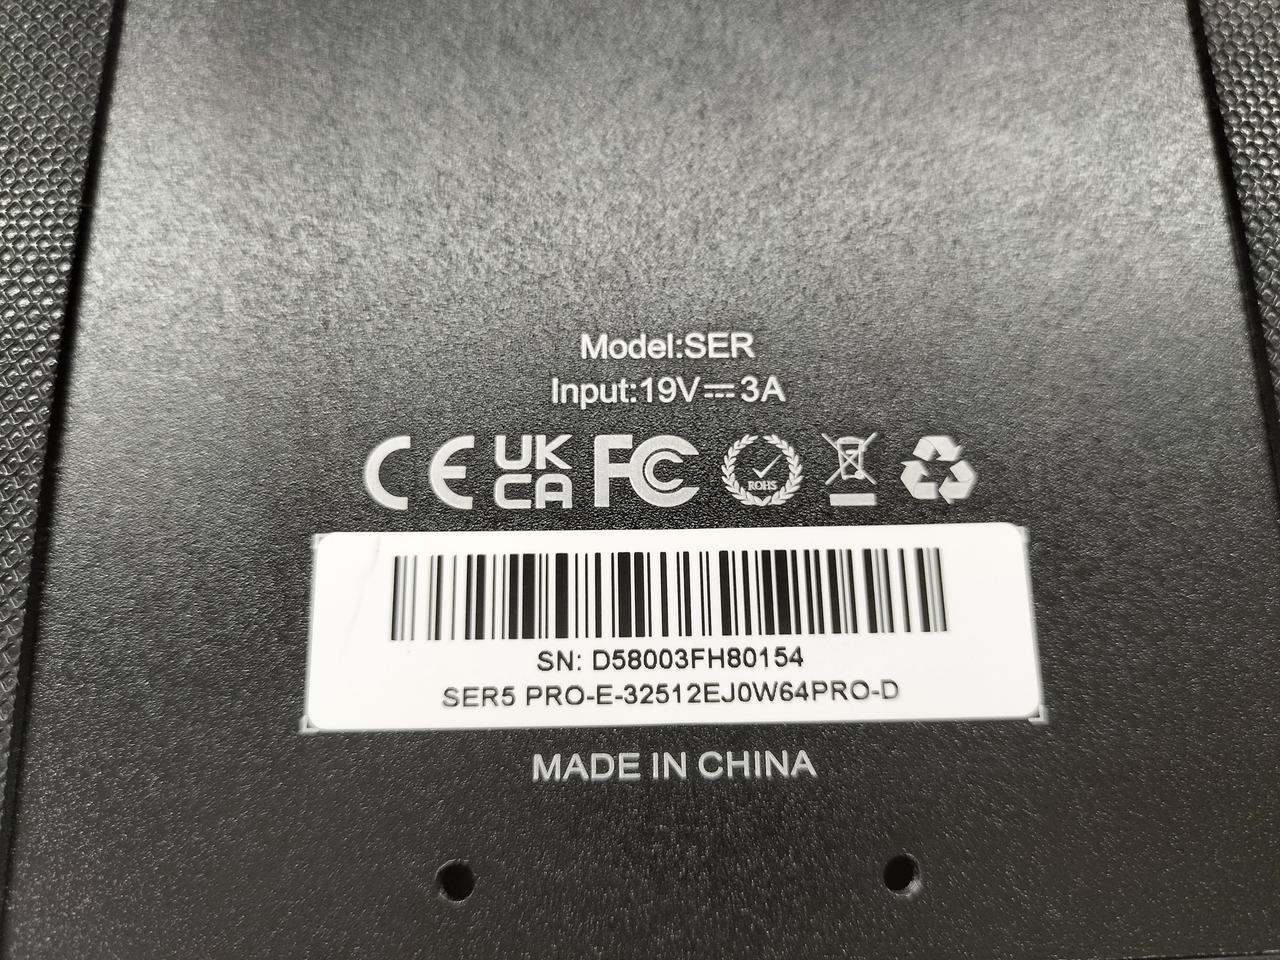 Model:SER
Input:19V⎓3A
CE UK CA FC ROHS
SN: D58003FH80154
SER5 PRO-E-32512EJ0W64PRO-D
MADE IN CHINA